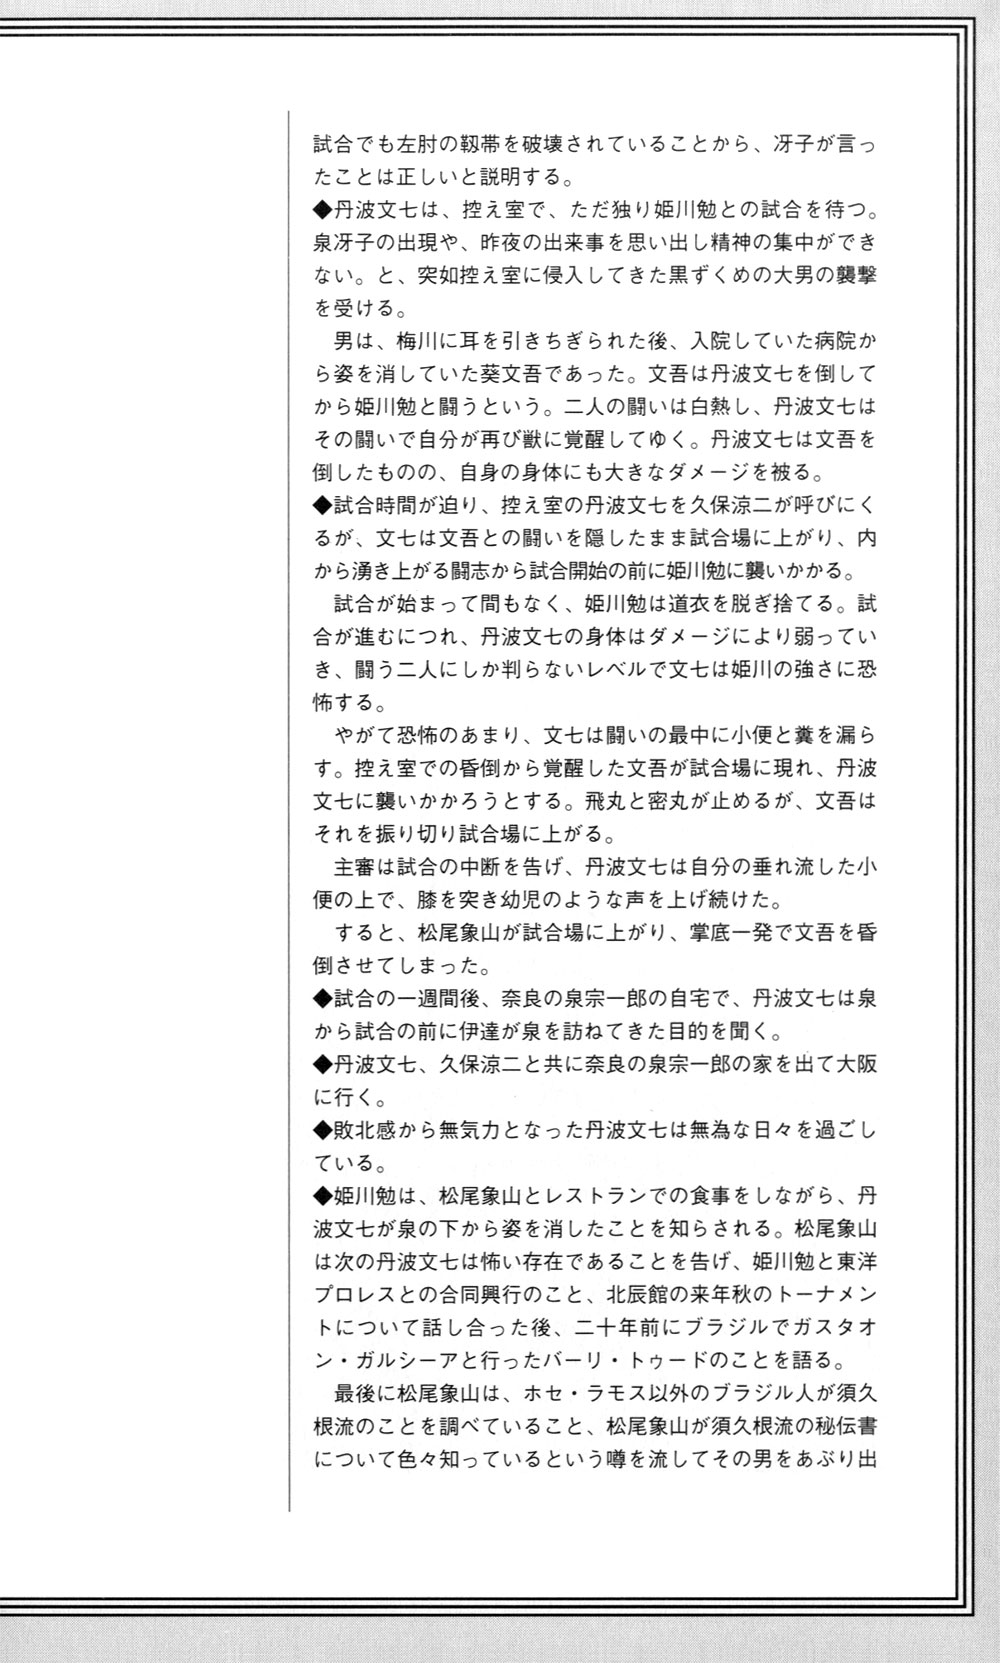 試合でも左肘の靱帯を破壊されていることから、冴子が言っ
たことは正しいと説明する。
◆丹波文七は、控え室で、ただ独り姫川勉との試合を待つ。
泉冴子の出現や、昨夜の出来事を思い出し精神の集中ができ
ない。と、突如控え室に侵入してきた黒ずくめの大男の襲撃
を受ける。
　男は、梅川に耳を引きちぎられた後、入院していた病院か
ら姿を消していた葵文吾であった。文吾は丹波文七を倒して
から姫川勉と闘うという。二人の闘いは白熱し、丹波文七は
その闘いで自分が再び獣に覚醒してゆく。丹波文七は文吾を
倒したものの、自身の身体にも大きなダメージを被る。
◆試合時間が迫り、控え室の丹波文七を久保涼二が呼びにく
るが、文七は文吾との闘いを隠したまま試合場に上がり、内
から湧き上がる闘志から試合開始の前に姫川勉に襲いかかる。
　試合が始まって間もなく、姫川勉は道衣を脱ぎ捨てる。試
合が進むにつれ、丹波文七の身体はダメージにより弱ってい
き、闘う二人にしか判らないレベルで文七は姫川の強さに恐
怖する。
　やがて恐怖のあまり、文七は闘いの最中に小便と糞を漏ら
す。控え室での昏倒から覚醒した文吾が試合場に現れ、丹波
文七に襲いかかろうとする。飛丸と密丸が止めるが、文吾は
それを振り切り試合場に上がる。
　主審は試合の中断を告げ、丹波文七は自分の垂れ流した小
便の上で、膝を突き幼児のような声を上げ続けた。
　すると、松尾象山が試合場に上がり、掌底一発で文吾を昏
倒させてしまった。
◆試合の一週間後、奈良の泉宗一郎の自宅で、丹波文七は泉
から試合の前に伊達が泉を訪ねてきた目的を聞く。
◆丹波文七、久保涼二と共に奈良の泉宗一郎の家を出て大阪
に行く。
◆敗北感から無気力となった丹波文七は無為な日々を過ごし
ている。
◆姫川勉は、松尾象山とレストランでの食事をしながら、丹
波文七が泉の下から姿を消したことを知らされる。松尾象山
は次の丹波文七は怖い存在であることを告げ、姫川勉と東洋
プロレスとの合同興行のこと、北辰館の来年秋のトーナメン
トについて話し合った後、二十年前にブラジルでガスタオ
ン・ガルシーアと行ったバーリ・トゥードのことを語る。
　最後に松尾象山は、ホセ・ラモス以外のブラジル人が須久
根流のことを調べていること、松尾象山が須久根流の秘伝書
について色々知っているという噂を流してその男をあぶり出